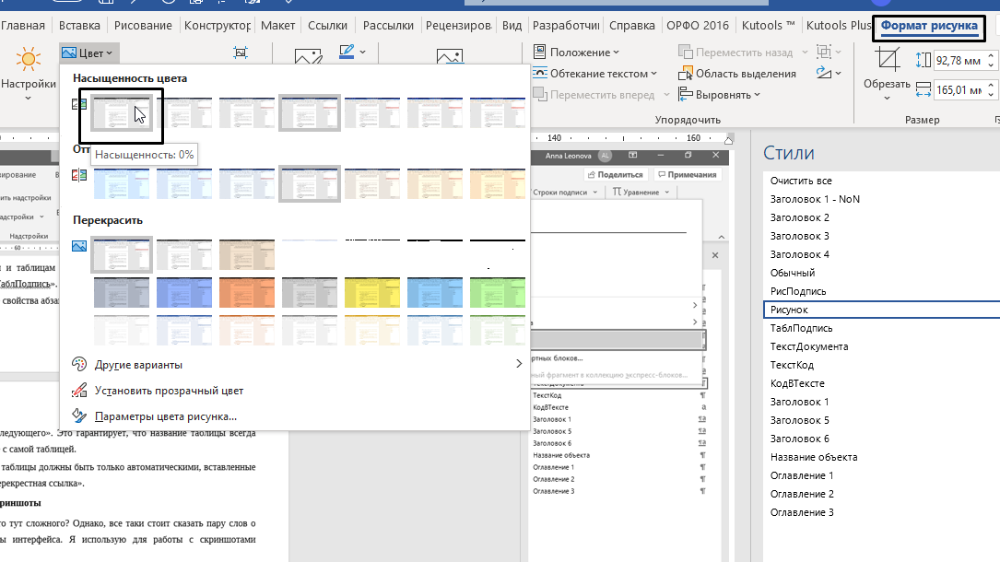 Главная Вставка Рисование Конструктор Макет Ссылки Рассылки Рецензиров Вид Разработчи Справка ОРФО 2016 Kutools ™ Kutools Plus Формат рисунка
Настройки
Цвет
Положение
Обтекание текстом
Переместить вперед
Переместить назад
Область выделения
Выровнять
Упорядочить
Обрезать
92,78 мм
165,01 мм
Размер
Насыщенность цвета
Насыщенность: 0%
Отт
Перекрасить
Другие варианты
Установить прозрачный цвет
Параметры цвета рисунка...
140 160
Anna Leonova AL
Поделиться Примечания
Строки подписи Уравнение
ить надстройки
Надстройки
60
и и таблицам
ТаблПодпись».
свойства абза
ртных блоков...
ный фрагмент в коллекцию экспресс-блоков...
ТекстДокумента
ТекстКод
КодВТексте
Заголовок 1
Заголовок 5
Заголовок 6
Название объекта
Оглавление 1
Оглавление 2
Оглавление 3
ледующего». Это гарантирует, что название таблицы всегда
с самой таблицей.
таблицы должны быть только автоматическими, вставленные
ерекрестная ссылка».
риншоты
о тут сложного? Однако, все таки стоит сказать пару слов о
ы интерфейса. Я использую для работы с скриншотами
Стили
Очистить все
Заголовок 1 - NoN
Заголовок 2
Заголовок 3
Заголовок 4
Обычный
РисПодпись
Рисунок
ТаблПодпись
ТекстДокумента
ТекстКод
КодВТексте
Заголовок 1
Заголовок 5
Заголовок 6
Название объекта
Оглавление 1
Оглавление 2
Оглавление 3